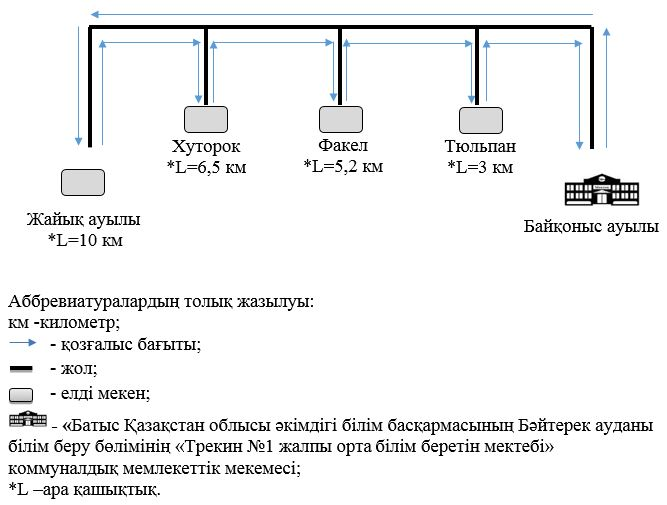 Хуторок
*L=6,5 км
Факел
*L=5,2 км
Тюльпан
*L=3 км
Жайық ауылы
*L=10 км
Байқоныс ауылы
Аббревиатуралардың толық жазылуы:
км -километр;
- қозғалыс бағыты;
- жол;
- елді мекен;
- «Батыс Қазақстан облысы әкімдігі білім басқармасының Бәйтерек ауданы
білім беру бөлімінің «Трекин №1 жалпы орта білім беретін мектебі»
коммуналдық мемлекеттік мекемесі;
*L –ара қашықтық.